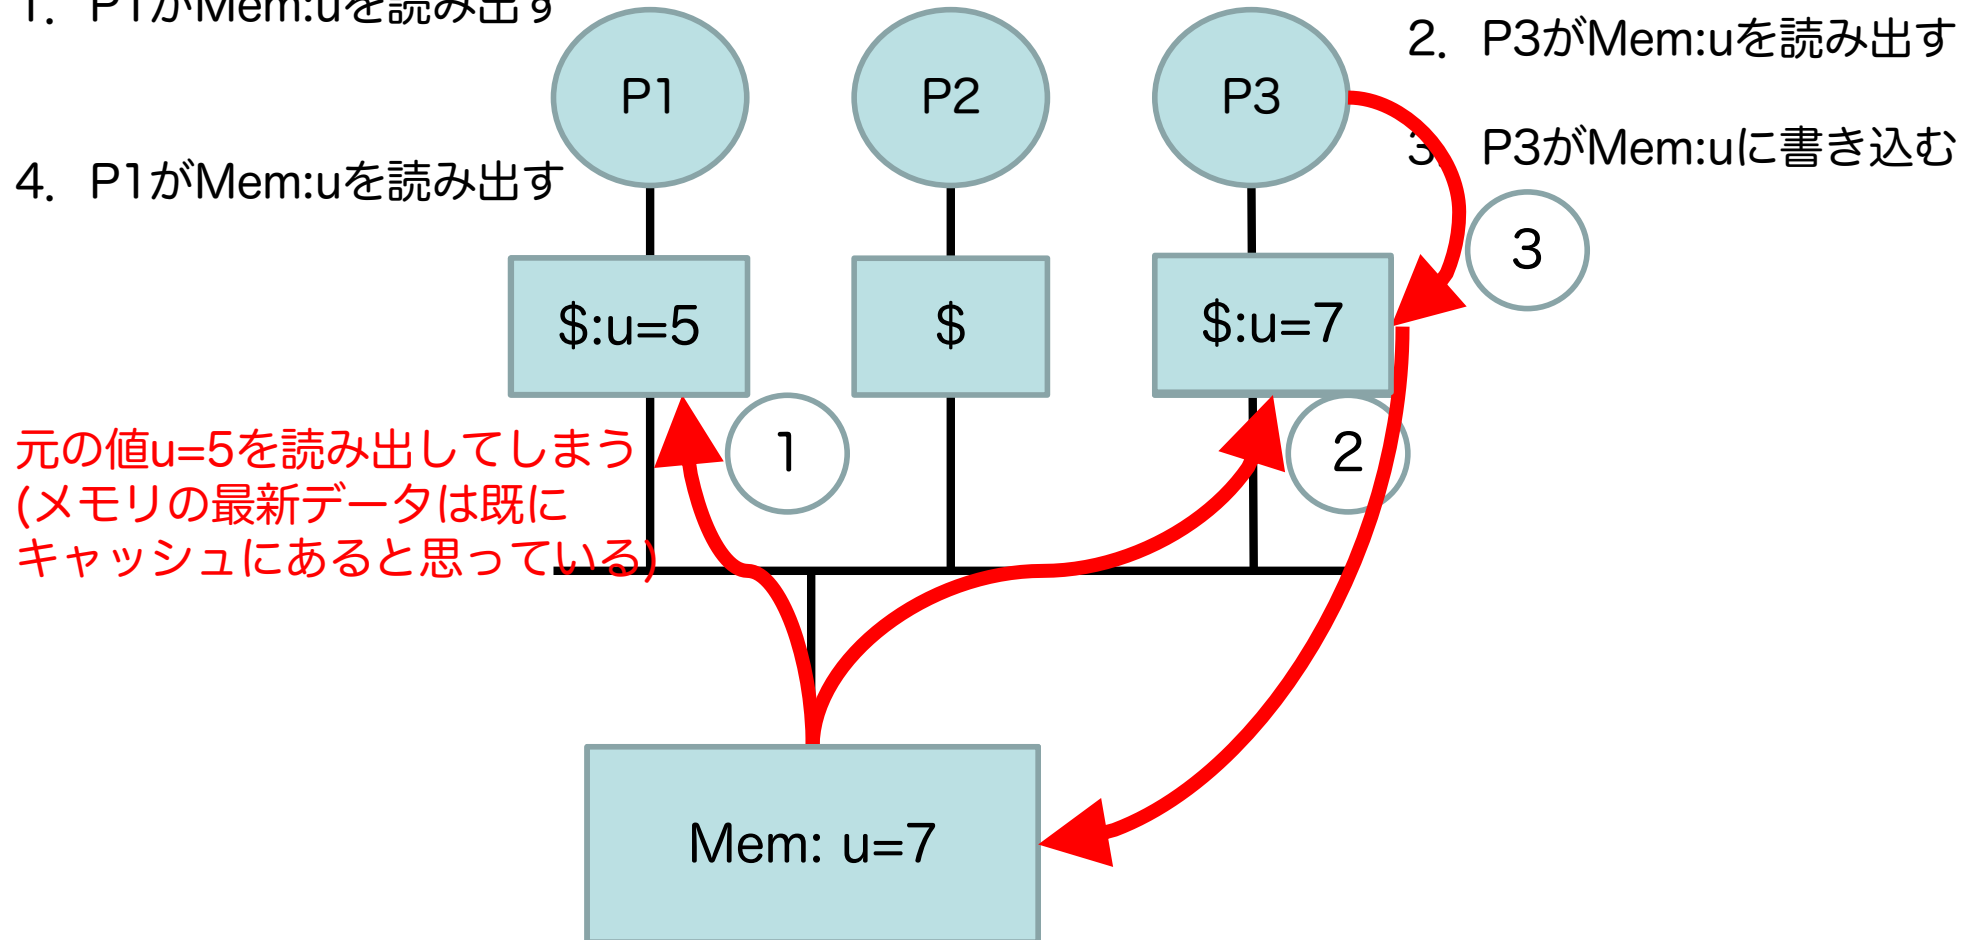 1. P1がMem:uを読み出す
2. P3がMem:uを読み出す
3. P3がMem:uに書き込む
4. P1がMem:uを読み出す
P1
P2
P3
3
$:u=5
$
$:u=7
1
2
元の値u=5を読み出してしまう
(メモリの最新データは既に
キャッシュにあると思っている)
Mem: u=7